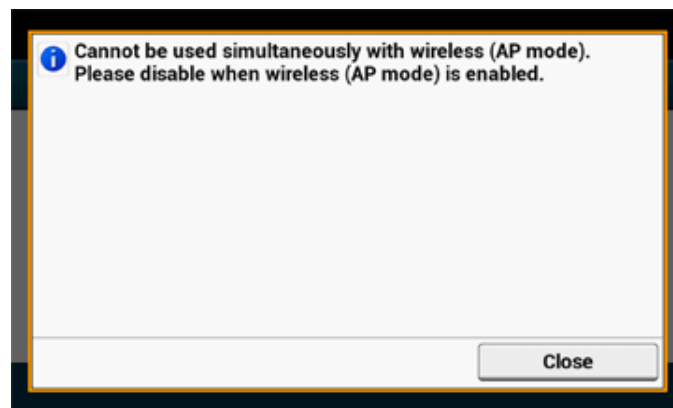 Cannot be used simultaneously with wireless (AP mode).
Please disable when wireless (AP mode) is enabled.
Close